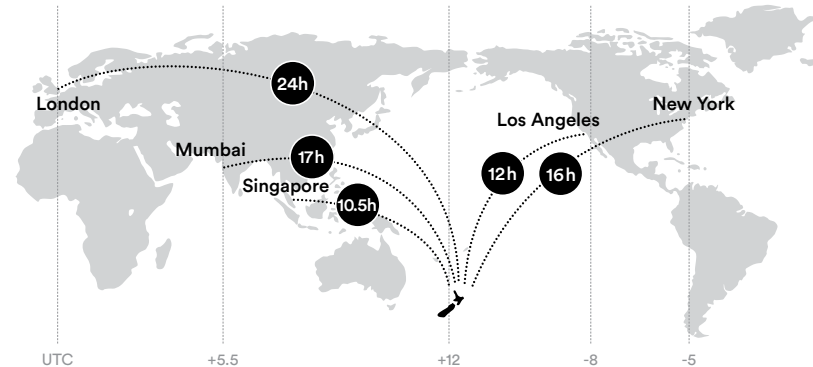 24h
London
New York
Los Angeles
Mumbai
17h
12h
16h
Singapore
10.5h
UTC
+5.5
+12
-8
-5